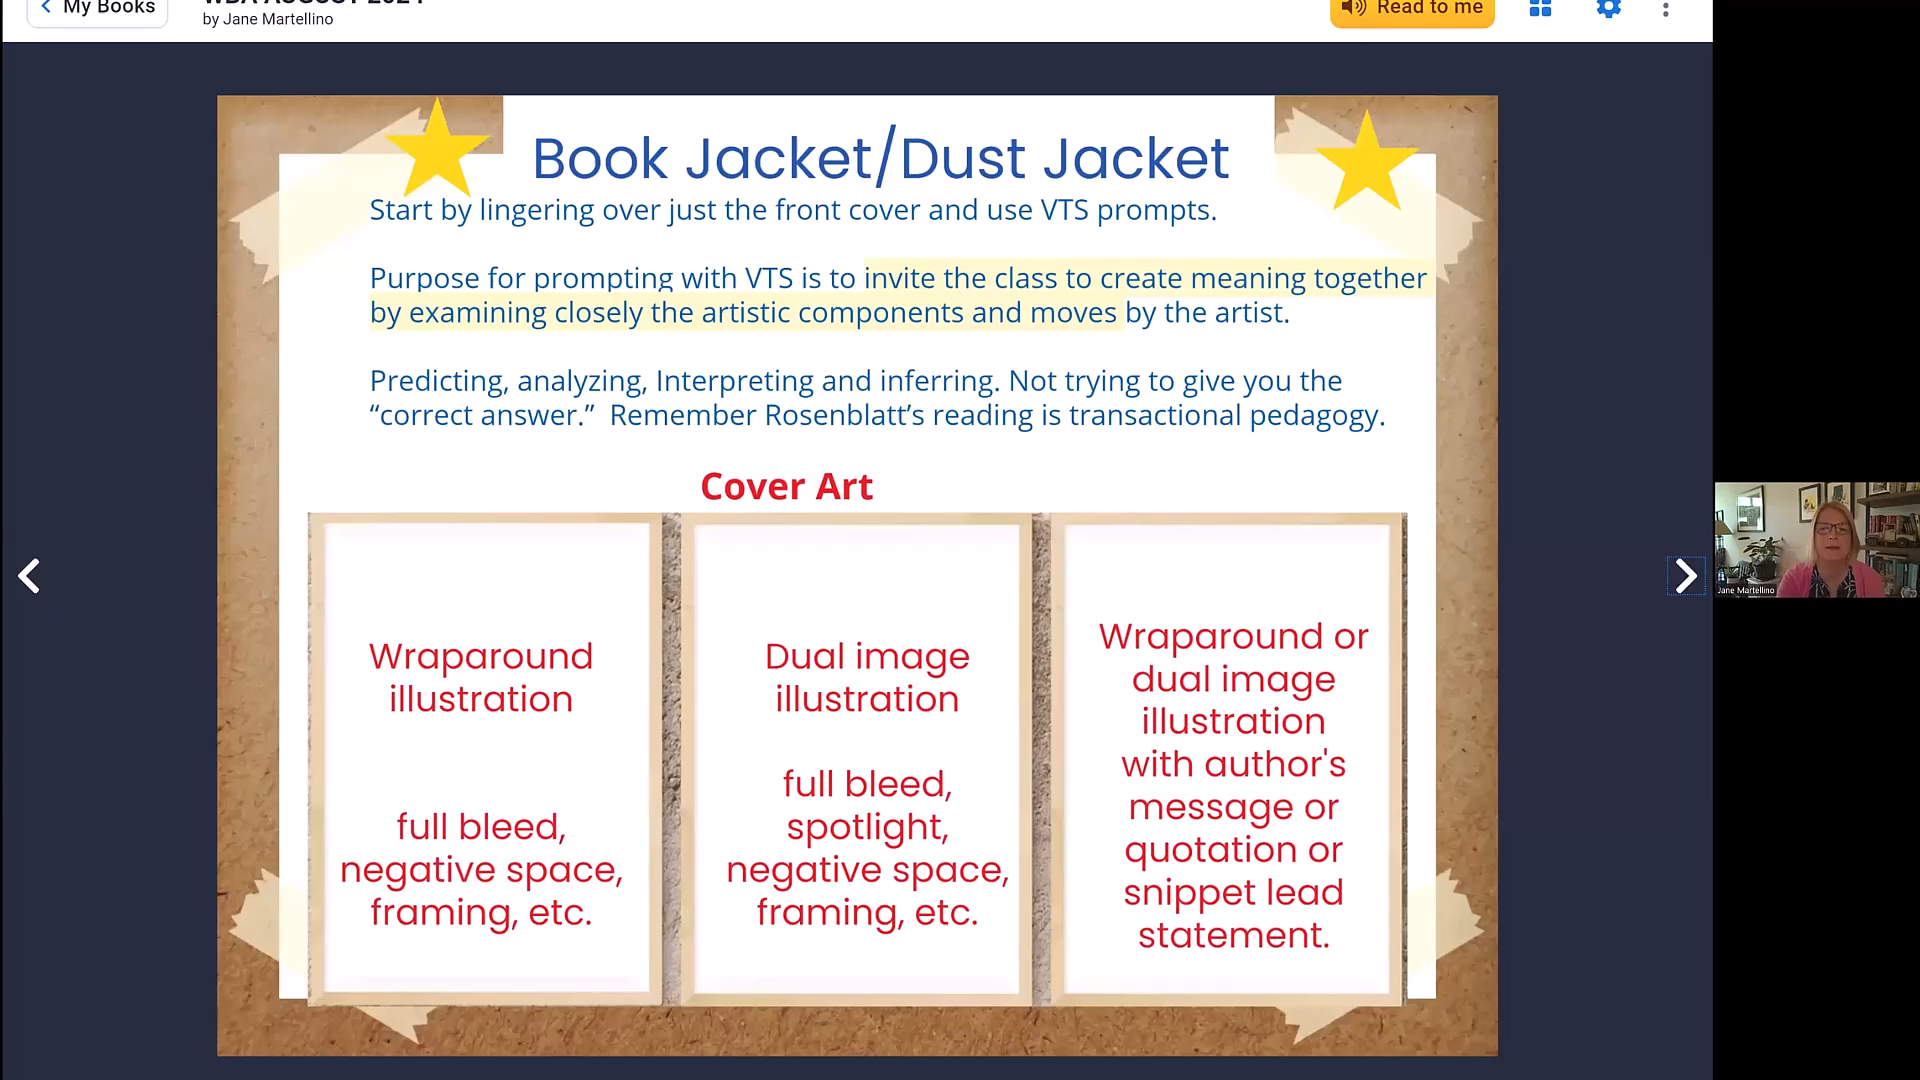 My Books
WBA AUGUST 2024
by Jane Martellino
Read to me
Book Jacket/Dust Jacket
Start by lingering over just the front cover and use VTS prompts.
Purpose for prompting with VTS is to invite the class to create meaning together
by examining closely the artistic components and moves by the artist.
Predicting, analyzing, Interpreting and inferring. Not trying to give you the
“correct answer.”  Remember Rosenblatt’s reading is transactional pedagogy.
Cover Art
Wraparound
illustration
full bleed,
negative space,
framing, etc.
Dual image
illustration
full bleed,
spotlight,
negative space,
framing, etc.
Wraparound or
dual image
illustration
with author's
message or
quotation or
snippet lead
statement.
Jane Martellino